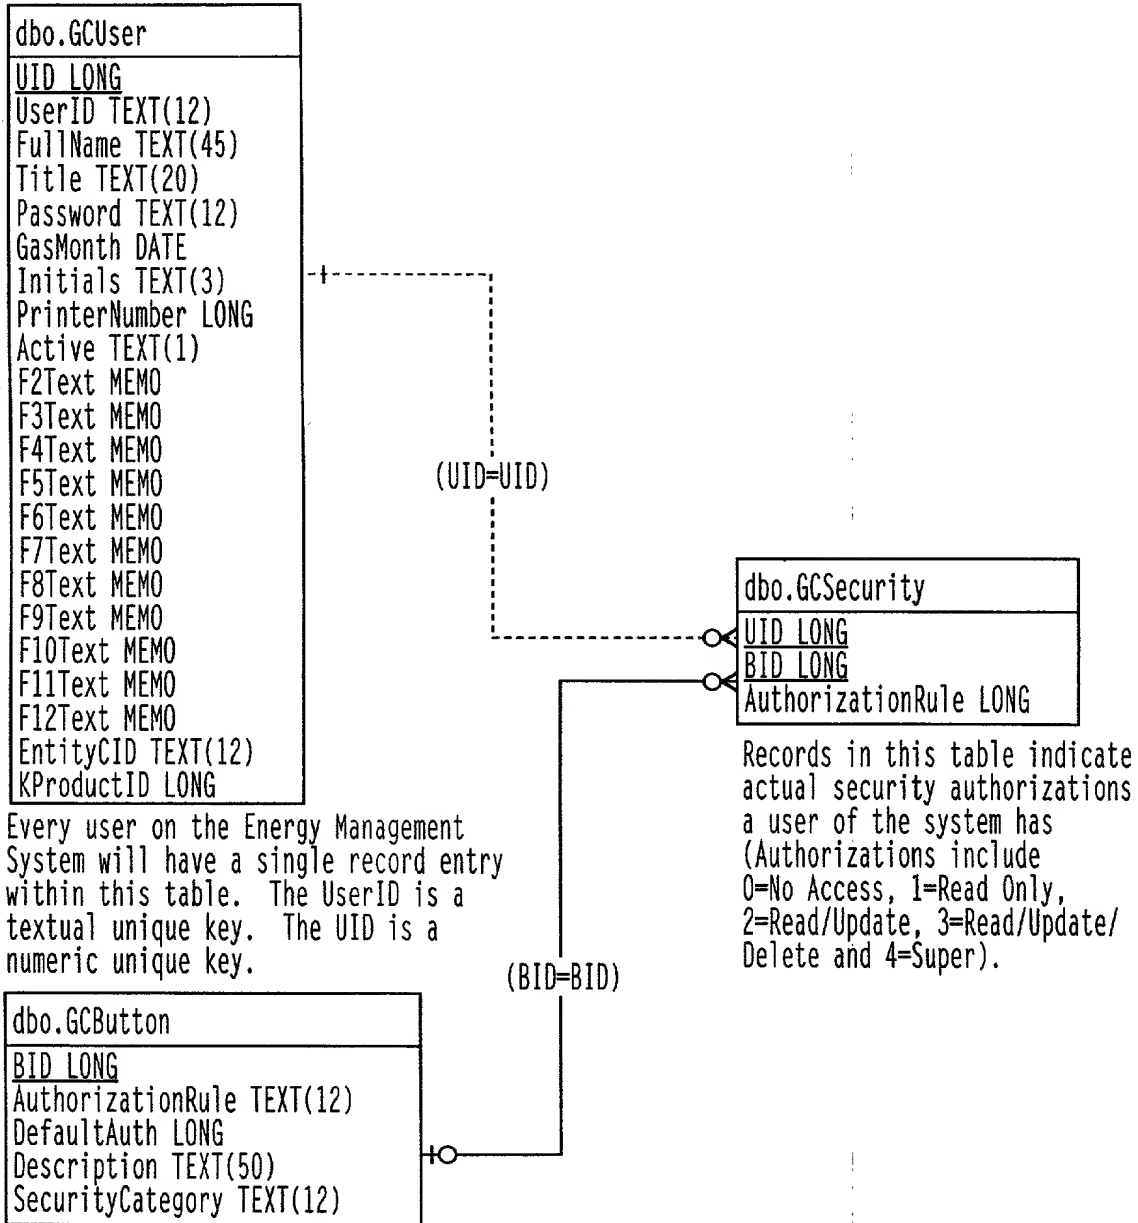 dbo.GCUser
UID LONG
UserID TEXT(12)
FullName TEXT(45)
Title TEXT(20)
Password TEXT(12)
GasMonth DATE
Initials TEXT(3)
PrinterNumber LONG
Active TEXT(1)
F2Text MEMO
F3Text MEMO
F4Text MEMO
F5Text MEMO
F6Text MEMO
F7Text MEMO
F8Text MEMO
F9Text MEMO
F10Text MEMO
F11Text MEMO
F12Text MEMO
EntityCID TEXT(12)
KProductID LONG
Every user on the Energy Management
System will have a single record entry
within this table. The UserID is a
textual unique key. The UID is a
numeric unique key.
(UID=UID)
dbo.GCSecurity
UID LONG
BID LONG
AuthorizationRule LONG
Records in this table indicate
actual security authorizations
a user of the system has
(Authorizations include
0=No Access, 1=Read Only,
2=Read/Update, 3=Read/Update/
Delete and 4=Super).
(BID=BID)
dbo.GCButton
BID LONG
AuthorizationRule TEXT(12)
DefaultAuth LONG
Description TEXT(50)
SecurityCategory TEXT(12)